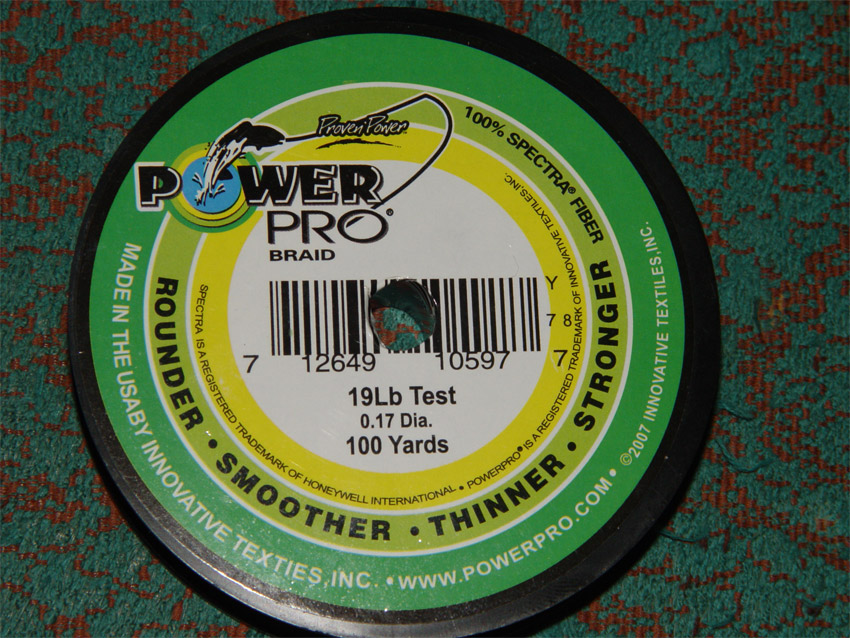 Proven Power
POWER
PRO®
BRAID
100% SPECTRA® FIBER
ROUNDER • SMOOTHER • THINNER • STRONGER
SPECTRA IS A REGISTERED TRADEMARK OF HONEYWELL INTERNATIONAL • POWERPRO® IS A REGISTERED TRADEMARK OF INNOVATIVE TEXTILES,INC.
Y
78
7 12649 10597 7
19Lb Test
0.17 Dia.
100 Yards
MADE IN THE USABY INNOVATIVE TEXTIES,INC. • WWW.POWERPRO.COM • ©2007 INNOVATIVE TEXTILES,INC.